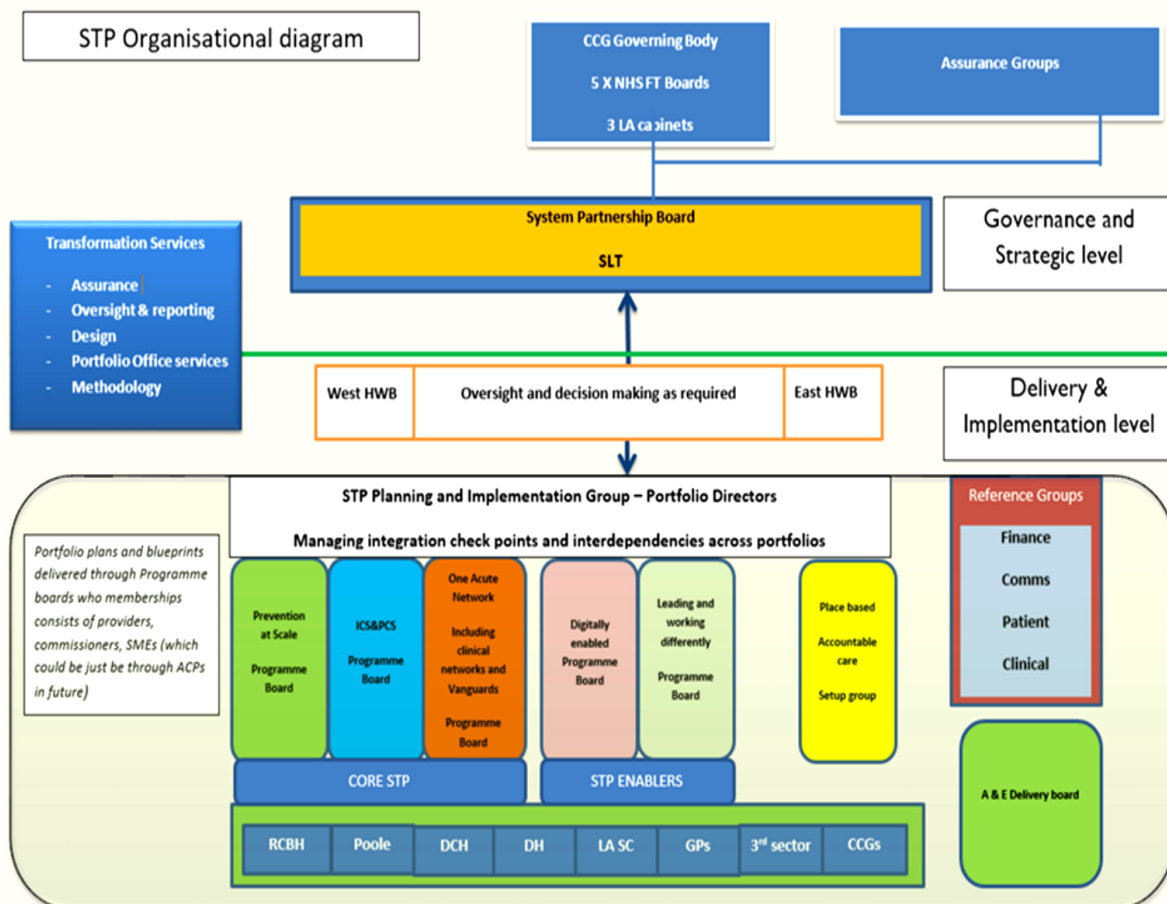 STP Organisational diagram
CCG Governing Body
5 X NHS FT Boards
3 LA cabinets
Assurance Groups
System Partnership Board
SLT
Governance and
Strategic level
Transformation Services
- Assurance
- Oversight & reporting
- Design
- Portfolio Office services
- Methodology
West HWB
Oversight and decision making as required
East HWB
Delivery &
Implementation level
STP Planning and Implementation Group – Portfolio Directors
Managing integration check points and interdependencies across portfolios
Portfolio plans and blueprints
delivered through Programme
boards who memberships
consists of providers,
commissioners, SMEs (which
could be just be through ACPs
in future)
Prevention
at Scale
Programme
Board
ICS&PCS
Programme
Board
One Acute
Network
Including
clinical
networks and
Vanguards
Programme
Board
Digitally
enabled
Programme
Board
Leading and
working
differently
Programme
Board
Place based
Accountable care
Setup group
Reference Groups
Finance
Comms
Patient
Clinical
CORE STP
STP ENABLERS
A & E Delivery board
RCBH
Poole
DCH
DH
LA SC
GPs
3rd sector
CCGs